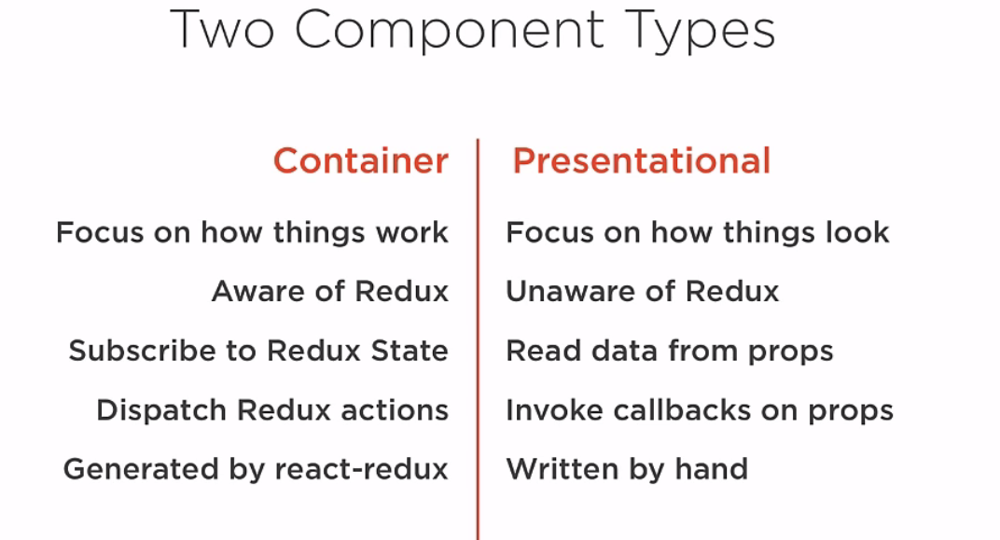 Two Component Types
Container
Presentational
Focus on how things work
Focus on how things look
Aware of Redux
Unaware of Redux
Subscribe to Redux State
Read data from props
Dispatch Redux actions
Invoke callbacks on props
Generated by react-redux
Written by hand